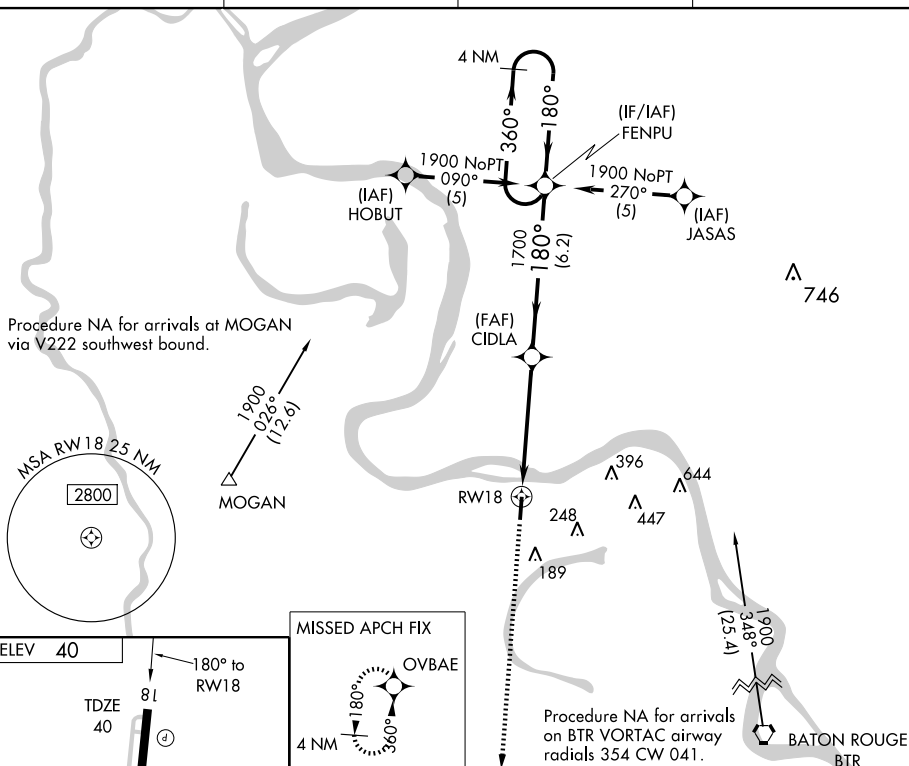 4 NM
360°
180°
(IF/IAF)
FENPU
1900 NoPT
090°
(5)
(IAF)
HOBUT
1900 NoPT
270°
(5)
(IAF)
JASAS
1700
180°
(6.2)
746
(FAF)
CIDLA
Procedure NA for arrivals at MOGAN
via V222 southwest bound.
1900
026°
(12.6)
MOGAN
MSA RW18 25 NM
2800
RW18
396
644
447
248
189
1900
348°
(25.4)
ELEV 40
180° to
RW18
TDZE
40
18
P
MISSED APCH FIX
OVBAE
180°
360°
4 NM
Procedure NA for arrivals
on BTR VORTAC airway
radials 354 CW 041.
BATON ROUGE
BTR